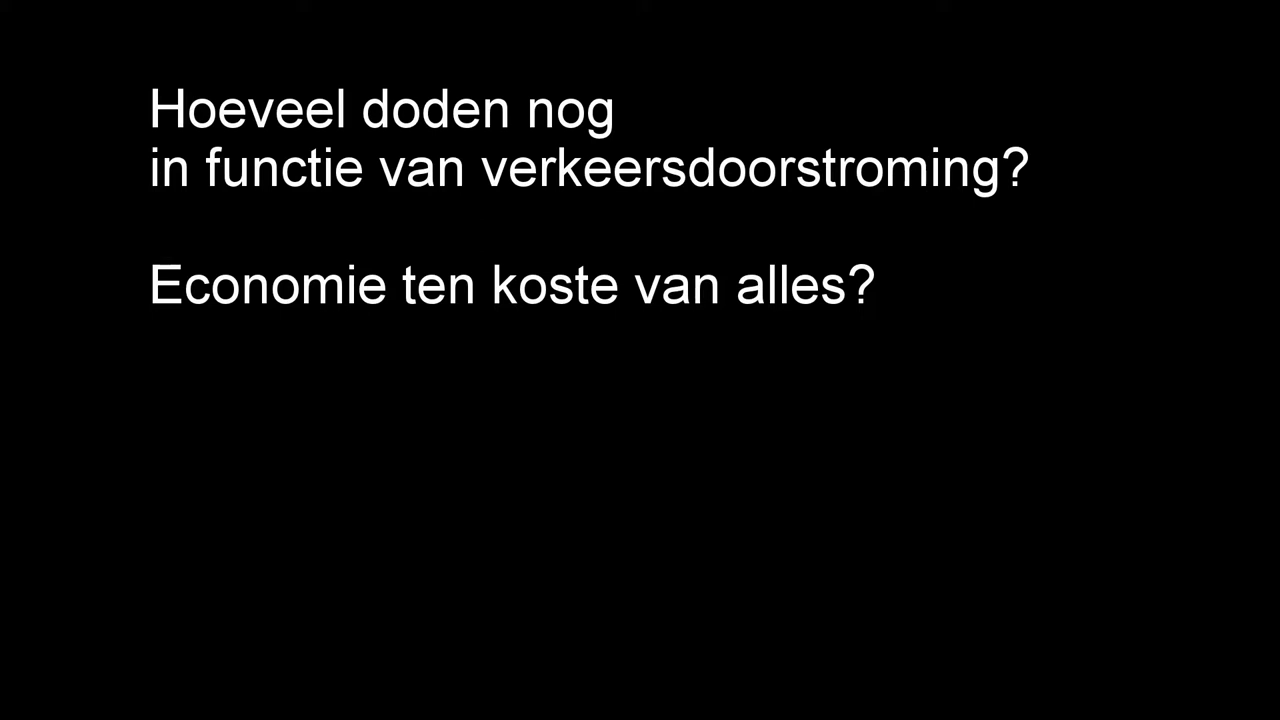 Hoeveel doden nog
in functie van verkeersdoorstroming?
Economie ten koste van alles?